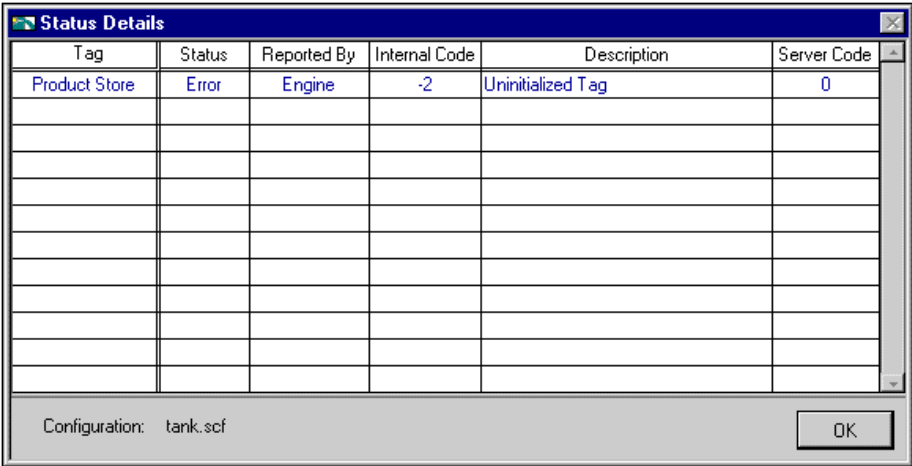 Status Details
Tag Status Reported By Internal Code Description Server Code
Product Store Error Engine -2 Uninitialized Tag 0
Configuration: tank.scf OK